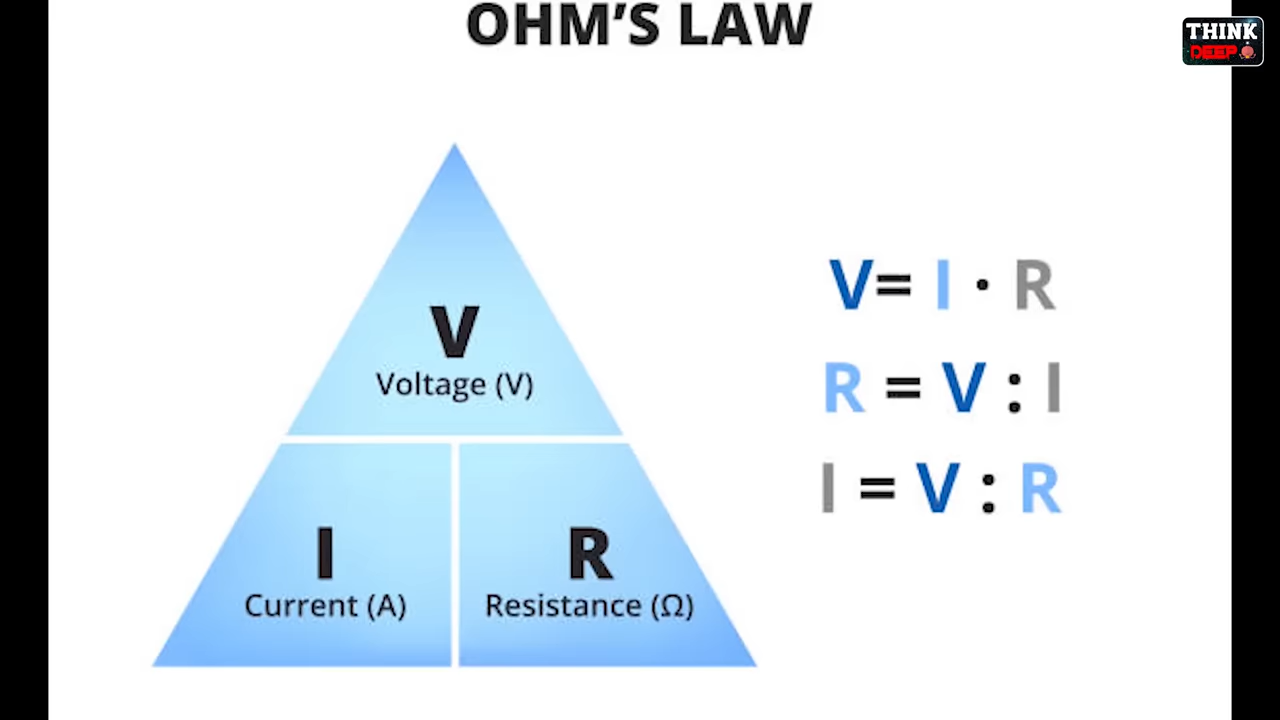 OHM’S LAW
THINK
DEEP
V
Voltage (V)
I
Current (A)
R
Resistance (Ω)
V= I · R
R = V : I
I = V : R